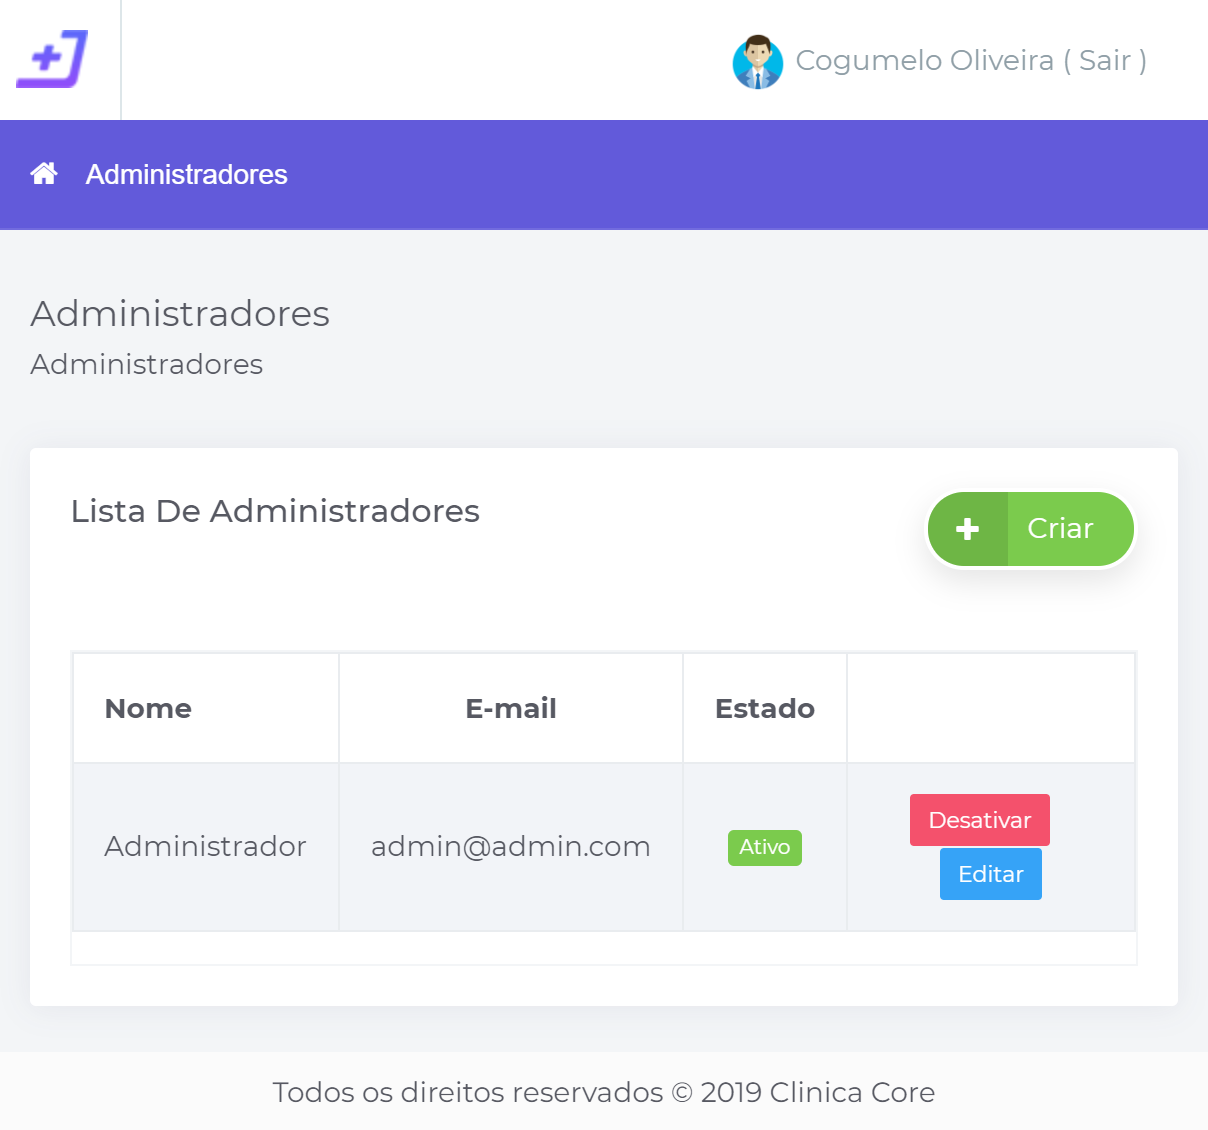 Cogumelo Oliveira ( Sair )
Administradores
Administradores
Administradores
Lista De Administradores
Criar
Nome E-mail Estado
Administrador admin@admin.com Ativo Desativar
Editar
Todos os direitos reservados © 2019 Clinica Core